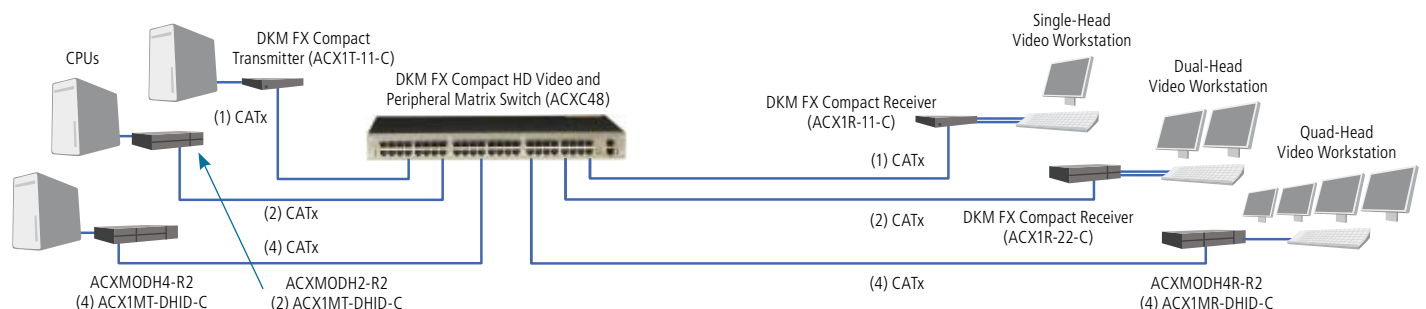 CPUs
DKM FX Compact
Transmitter (ACX1T-11-C)
(1) CATx
DKM FX Compact HD Video and
Peripheral Matrix Switch (ACXC48)
(2) CATx
(4) CATx
ACXMODH4-R2
(4) ACX1MT-DHID-C
ACXMODH2-R2
(2) ACX1MT-DHID-C
Single-Head
Video Workstation
DKM FX Compact Receiver
(ACX1R-11-C)
(1) CATx
Dual-Head
Video Workstation
(2) CATx
DKM FX Compact Receiver
(ACX1R-22-C)
Quad-Head
Video Workstation
(4) CATx
ACXMODH4R-R2
(4) ACX1MR-DHID-C